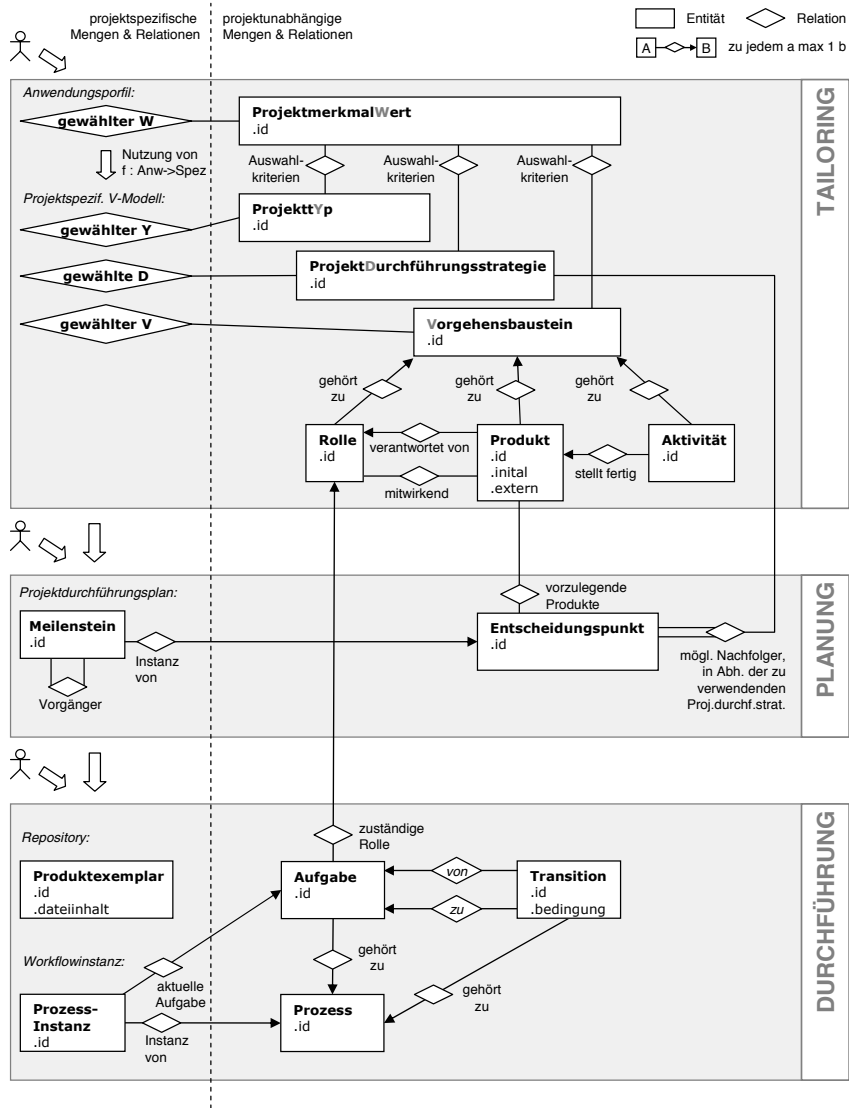 projektspezifische
Mengen & Relationen
projektunabhängige
Mengen & Relationen
Entität
Relation
A
B
zu jedem a max 1 b
TAILORING
Anwendungsporfil:
gewählter W
ProjektmerkmalWert
.id
Nutzung von
f : Anw->Spez
Auswahl-
kriterien
Auswahl-
kriterien
Auswahl-
kriterien
Projektspezif. V-Modell:
gewählter Y
ProjekttYp
.id
gewählte D
ProjektDurchführungsstrategie
.id
gewählter V
Vorgehensbaustein
.id
gehört
zu
gehört
zu
gehört
zu
Rolle
.id
verantwortet von
mitwirkend
Produkt
.id
.inital
.extern
stellt fertig
Aktivität
.id
PLANUNG
Projektdurchführungsplan:
vorzulegende
Produkte
Meilenstein
.id
Instanz
von
Vorgänger
Entscheidungspunkt
.id
mögl. Nachfolger,
in Abh. der zu
verwendenden
Proj.durchf.strat.
DURCHFÜHRUNG
Repository:
zuständige
Rolle
Produktexemplar
.id
.dateiinhalt
Aufgabe
.id
von
zu
Transition
.id
.bedingung
Workflowinstanz:
aktuelle
Aufgabe
gehört
zu
gehört
zu
Prozess-
Instanz
.id
Instanz
von
Prozess
.id